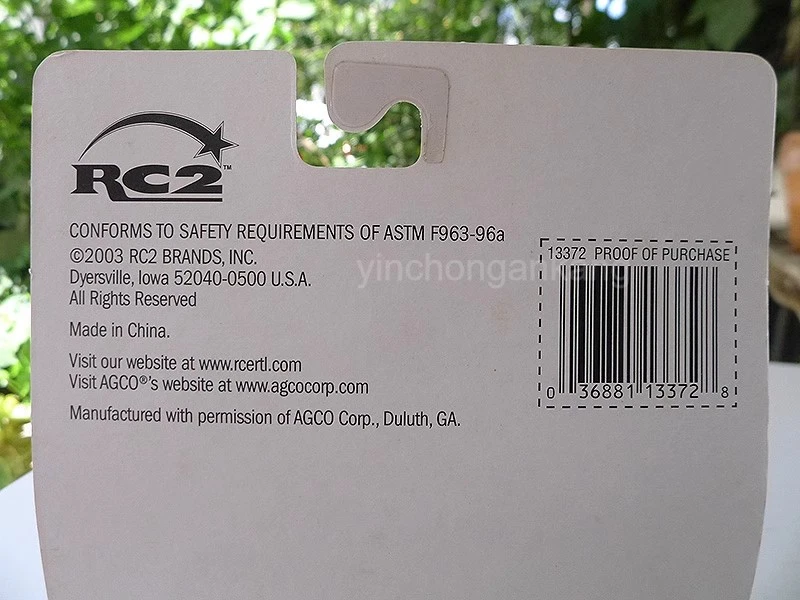 RC2™
CONFORMS TO SAFETY REQUIREMENTS OF ASTM F963-96a
©2003 RC2 BRANDS, INC.
Dyersville, Iowa 52040-0500 U.S.A.
All Rights Reserved
Made in China.
Visit our website at www.rcertl.com
Visit AGCO®'s website at www.agcocorp.com
Manufactured with permission of AGCO Corp., Duluth, GA.
13372 PROOF OF PURCHASE
0 36881 13372 8
yinchongankang